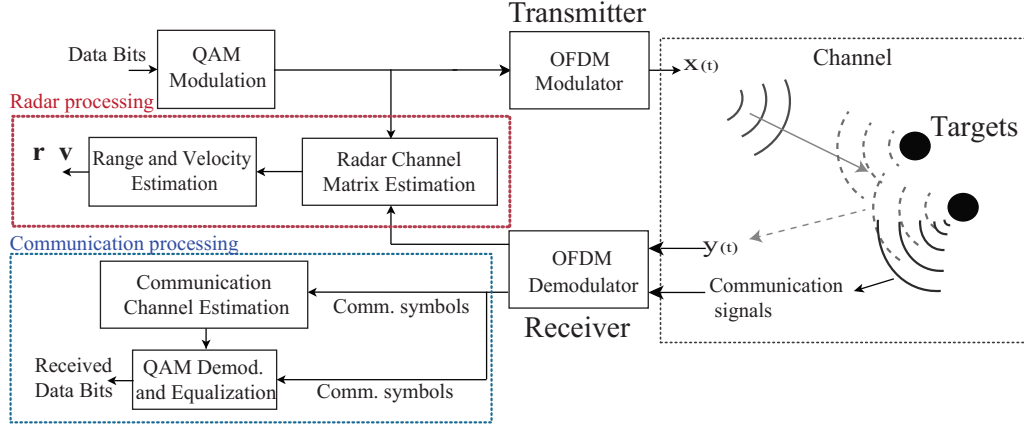 Transmitter
Data Bits
QAM
Modulation
OFDM
Modulator
x(t)
Channel
Radar processing
Targets
r v
Range and Velocity
Estimation
Radar Channel
Matrix Estimation
Communication processing
y(t)
OFDM
Demodulator
Communication
signals
Communication
Channel Estimation
Comm. symbols
Receiver
Received
Data Bits
QAM Demod.
and Equalization
Comm. symbols